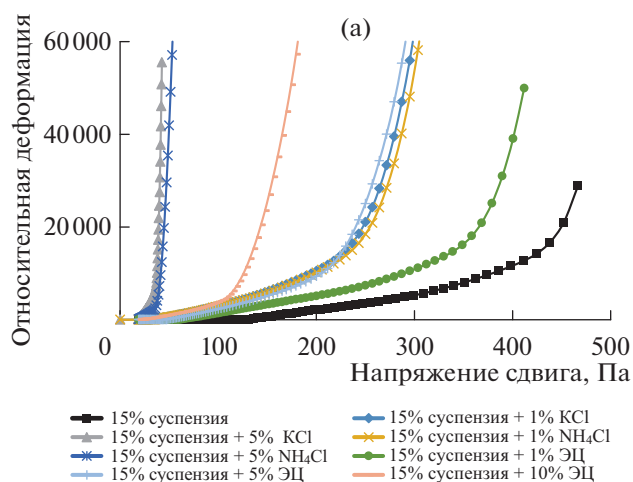 (а)
Относительная деформация
60 000
40 000
20 000
0
100
200
300
400
500
Напряжение сдвига, Па
15% суспензия
15% суспензия + 5% KCl
15% суспензия + 5% NH₄Cl
15% суспензия + 5% ЭЦ
15% суспензия + 1% KCl
15% суспензия + 1% NH₄Cl
15% суспензия + 1% ЭЦ
15% суспензия + 10% ЭЦ